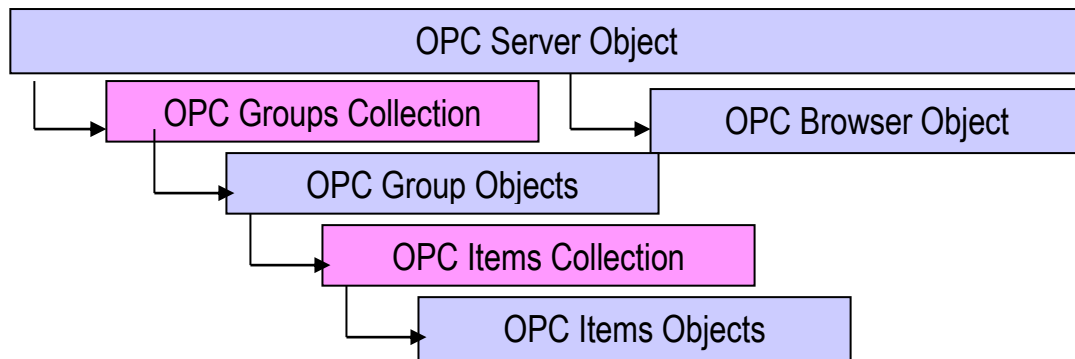 OPC Server Object
OPC Groups Collection
OPC Browser Object
OPC Group Objects
OPC Items Collection
OPC Items Objects